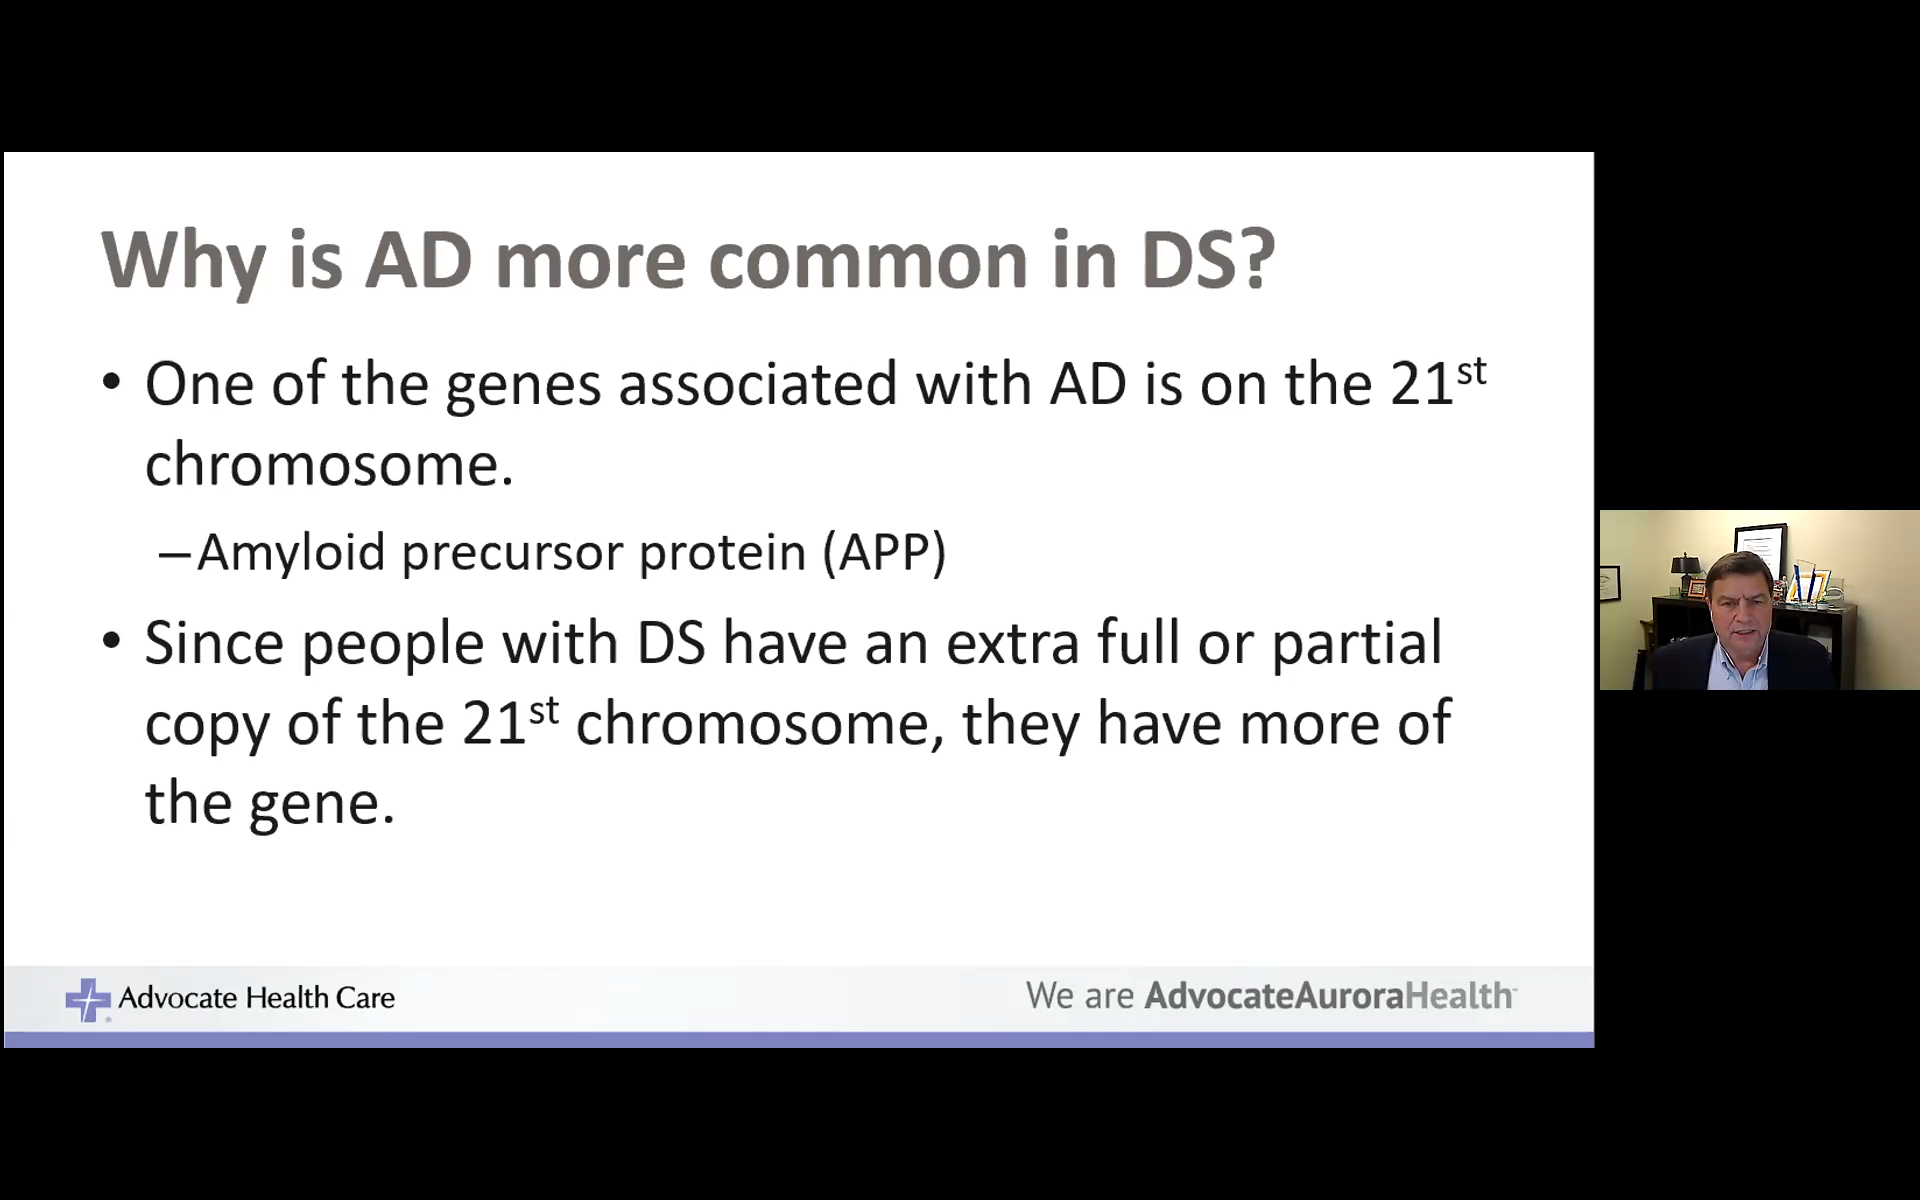 Why is AD more common in DS?
• One of the genes associated with AD is on the 21st
chromosome.
–Amyloid precursor protein (APP)
• Since people with DS have an extra full or partial
copy of the 21st chromosome, they have more of
the gene.
Advocate Health Care
We are AdvocateAuroraHealth